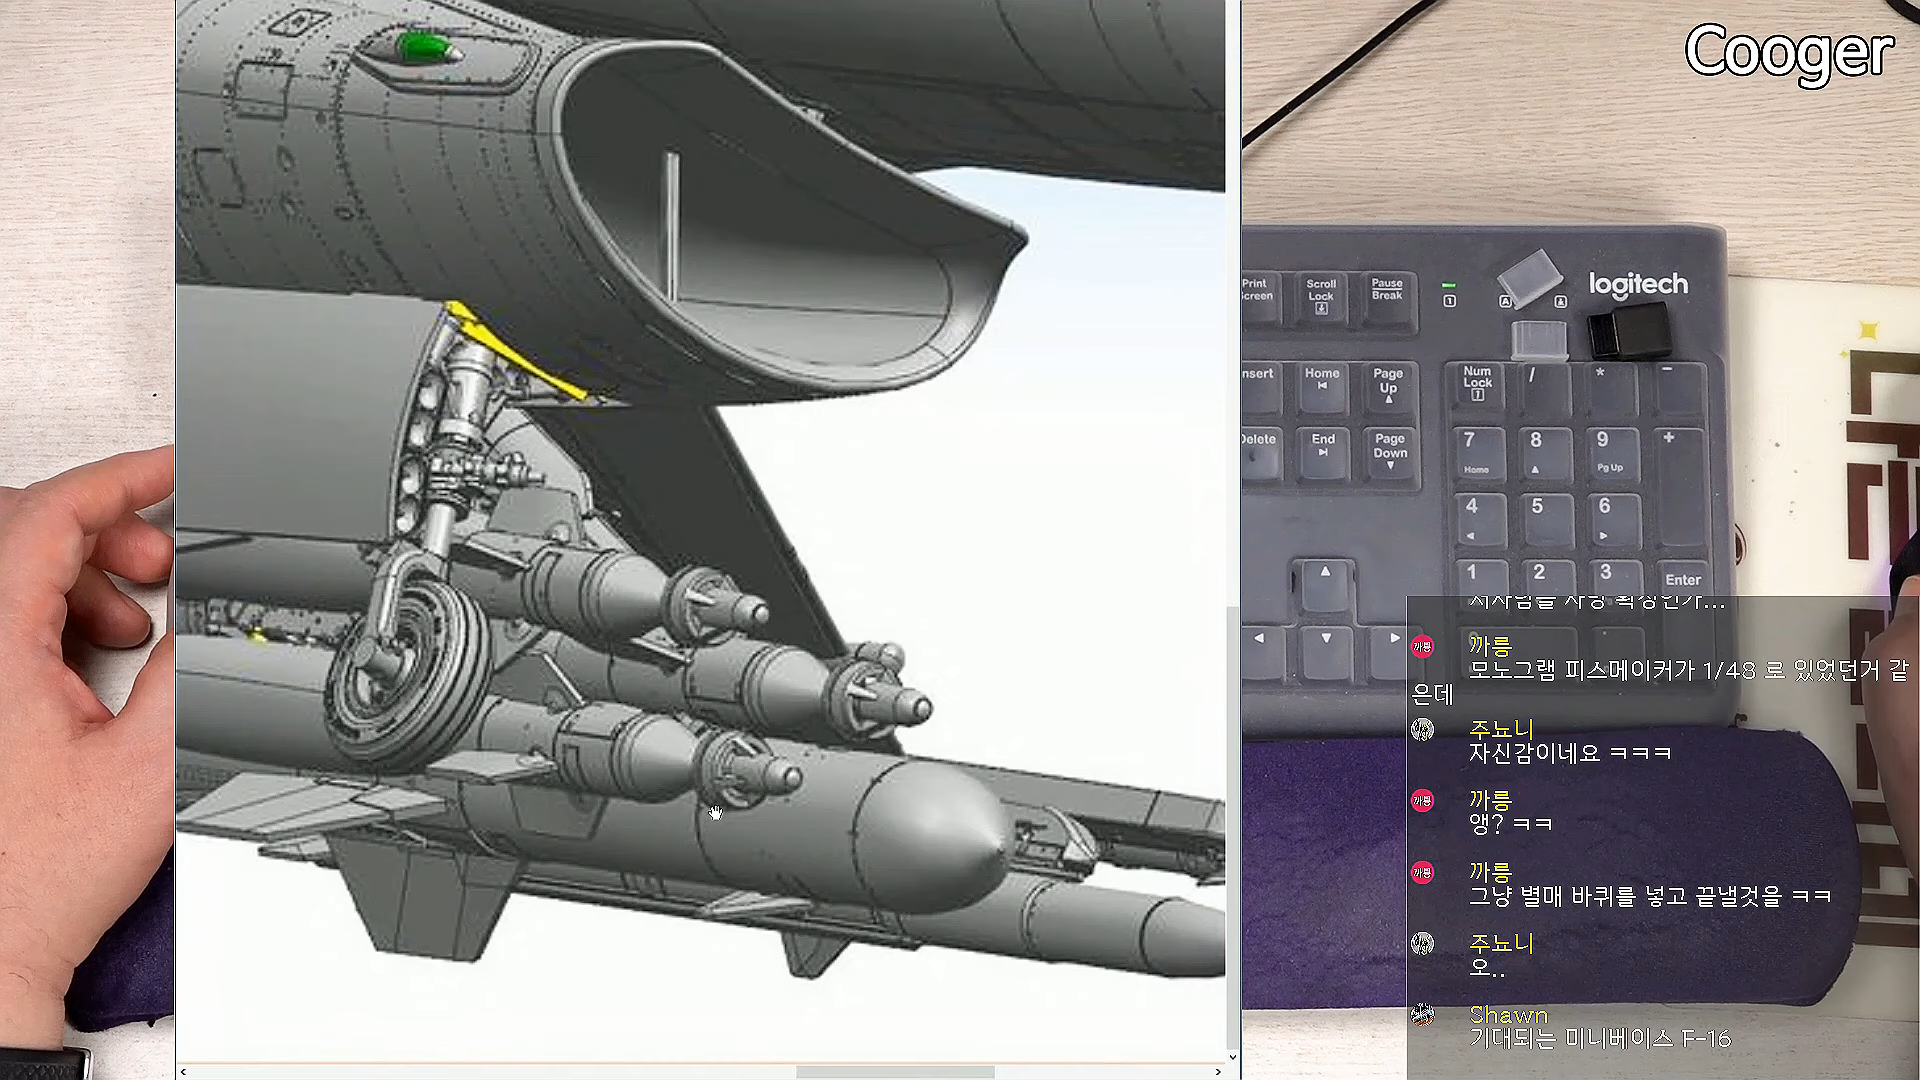 Cooger
logitech
Print
Screen
Scroll
Lock
Pause
Break
1
A
Insert
Home
Page
Up
Num
Lock
/
*
-
Delete
End
Page
Down
7
Home
8
9
Pg Up
+
4
5
6
1
2
3
Enter
까릉
모노그램 피스메이커가 1/48 로 있었던거 같
은데
주뇨니
자신감이네요 ㅋㅋㅋ
까릉
앵? ㅋㅋ
까릉
그냥 별매 바퀴를 넣고 끝낼것을 ㅋㅋ
주뇨니
오..
Shawn
기대되는 미니베이스 F-16